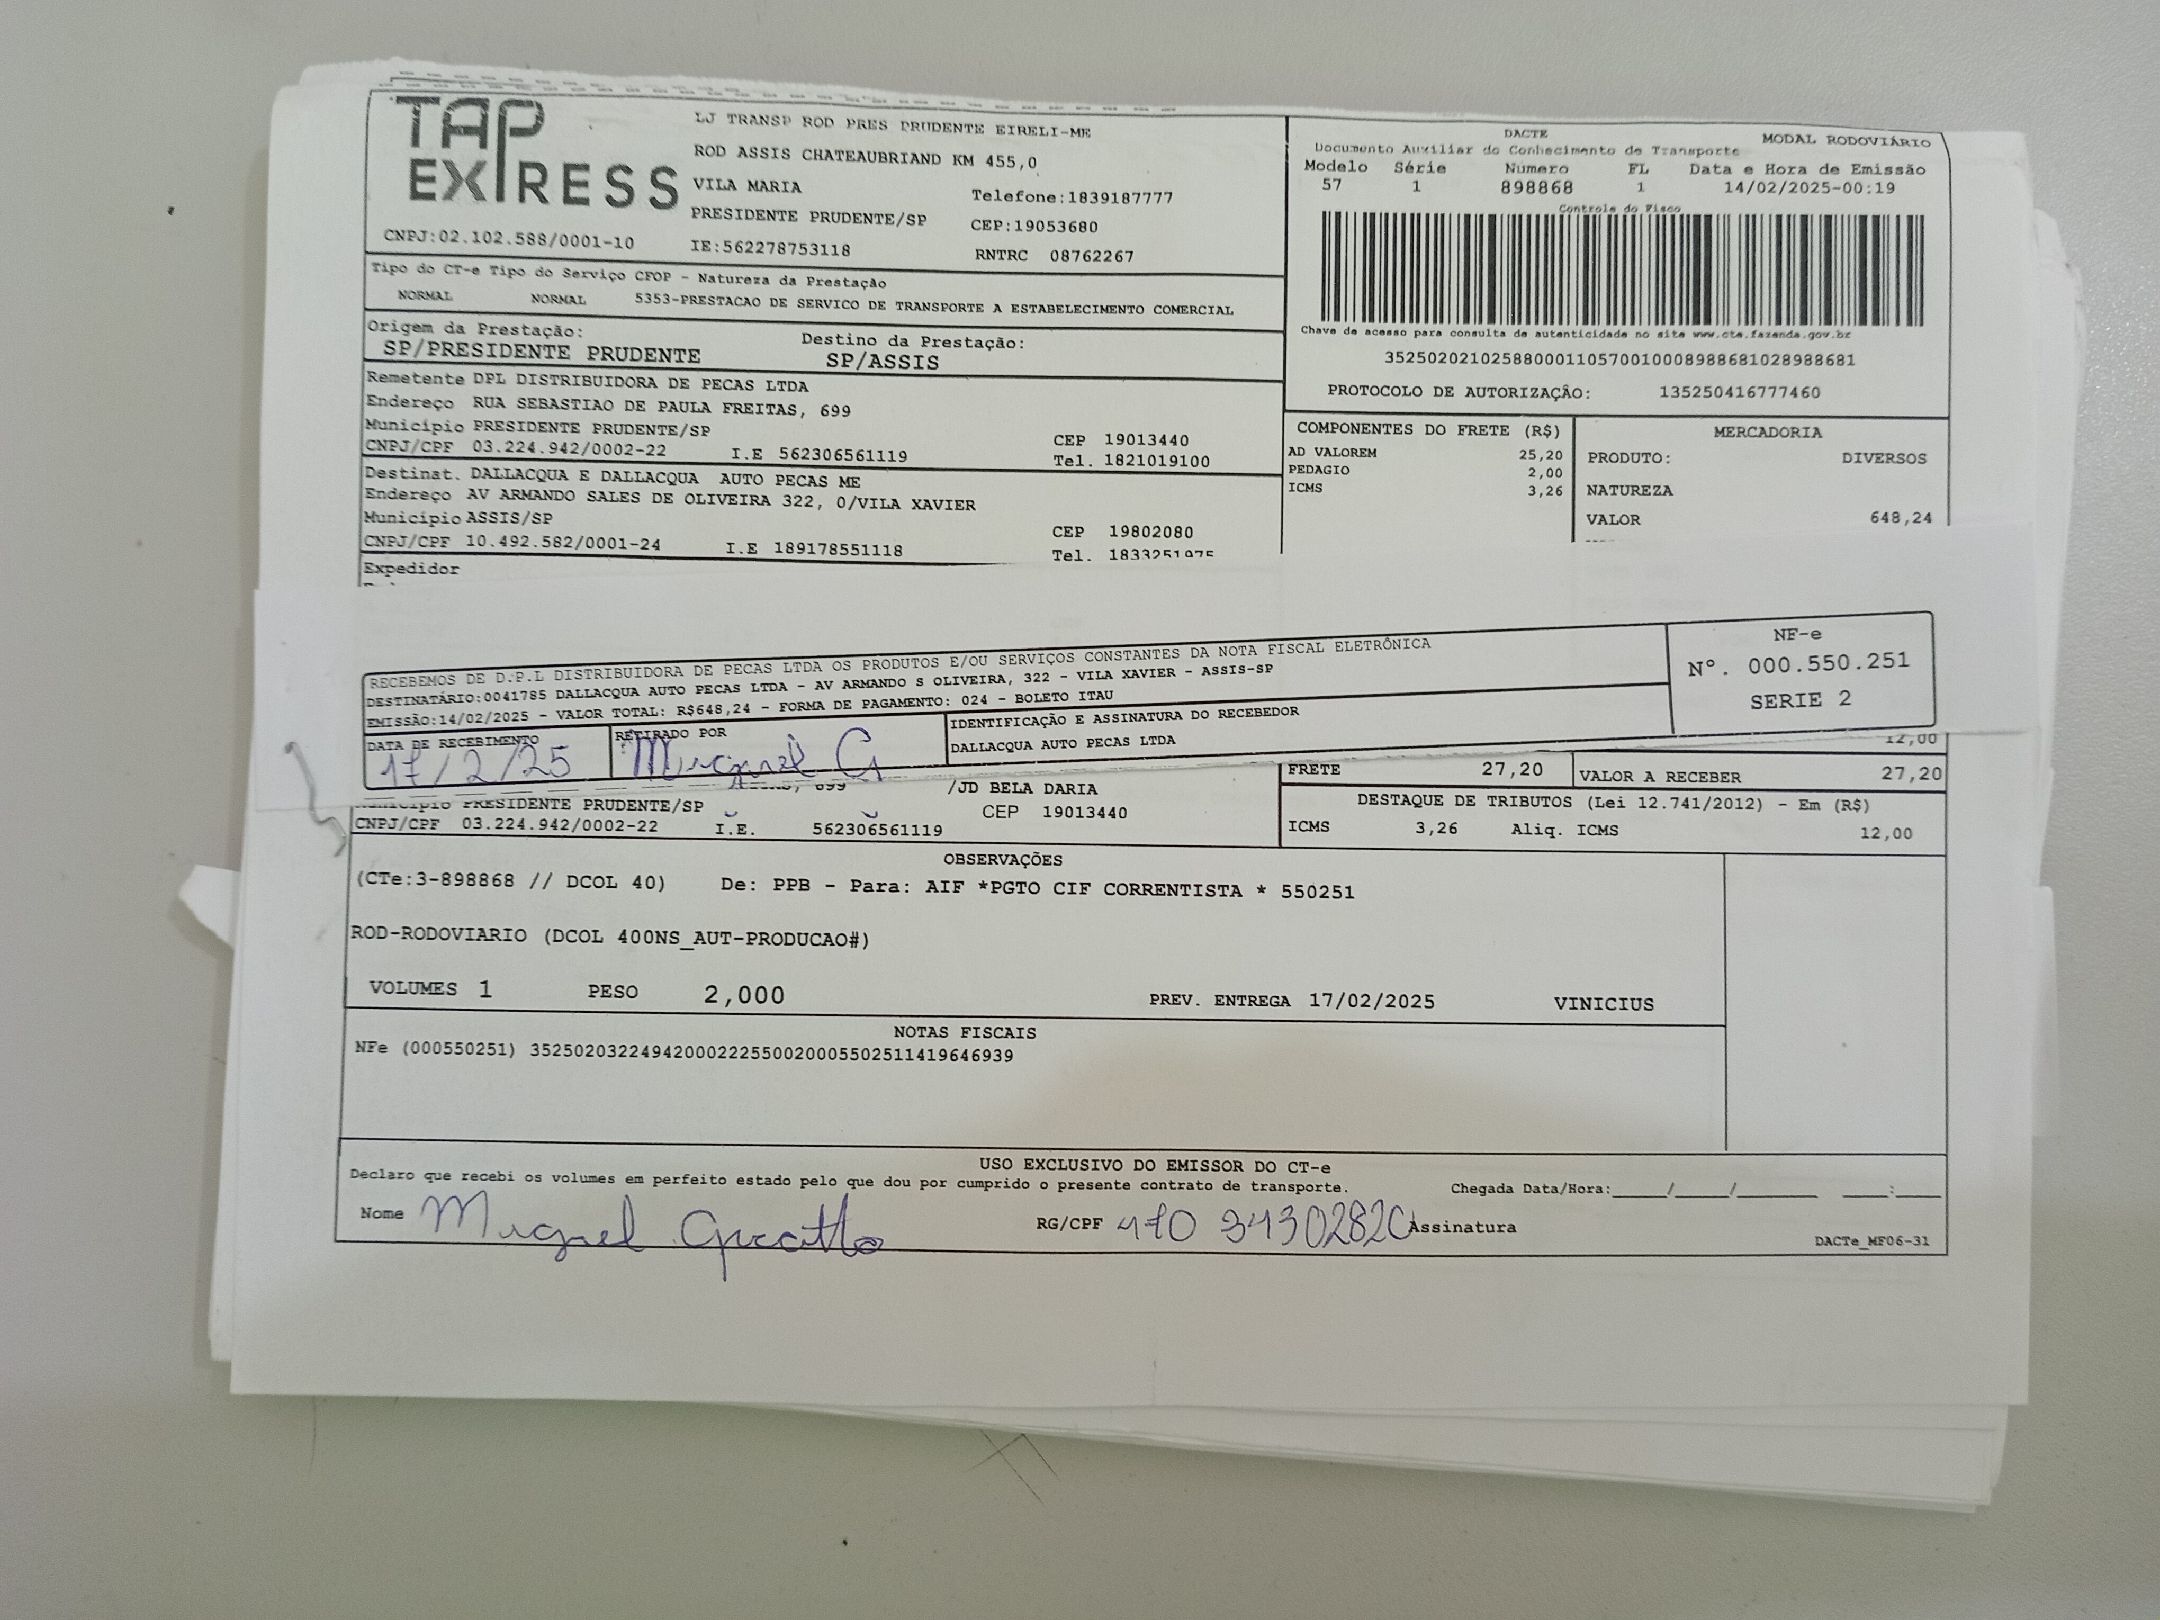 TAP EXPRESS
LJ TRANSP ROD PRES PRUDENTE EIRELI-ME
ROD ASSIS CHATEAUBRIAND KM 455,0
VILA MARIA
Telefone:1839187777
PRESIDENTE PRUDENTE/SP
CEP:19053680
CNPJ:02.102.588/0001-10
IE:562278753118
RNTRC 08762267
DACTE
MODAL RODOVIÁRIO
Documento Auxiliar do Conhecimento de Transporte
Modelo Série Número FL Data e Hora de Emissão
57 1 898868 1 14/02/2025-00:19
Controle do Fisco
Chave de acesso para consulta de autenticidade no site www.cte.fazenda.gov.br
35250202102588000110570010008988681028988681
PROTOCOLO DE AUTORIZAÇÃO: 135250416777460
Tipo do CT-e Tipo do Serviço CFOP - Natureza da Prestação
NORMAL NORMAL 5353-PRESTACAO DE SERVICO DE TRANSPORTE A ESTABELECIMENTO COMERCIAL
Origem da Prestação: Destino da Prestação:
SP/PRESIDENTE PRUDENTE SP/ASSIS
Remetente DPL DISTRIBUIDORA DE PECAS LTDA
Endereço RUA SEBASTIAO DE PAULA FREITAS, 699
Município PRESIDENTE PRUDENTE/SP CEP 19013440
CNPJ/CPF 03.224.942/0002-22 I.E 562306561119 Tel. 1821019100
Destinat. DALLACQUA E DALLACQUA AUTO PECAS ME
Endereço AV ARMANDO SALES DE OLIVEIRA 322, 0/VILA XAVIER
Município ASSIS/SP CEP 19802080
CNPJ/CPF 10.492.582/0001-24 I.E 189178551118 Tel. 1833251975
Expedidor
COMPONENTES DO FRETE (R$)
AD VALOREM 25,20
PEDAGIO 2,00
ICMS 3,26
MERCADORIA
PRODUTO: DIVERSOS
NATUREZA
VALOR 648,24
RECEBEMOS DE D.P.L DISTRIBUIDORA DE PECAS LTDA OS PRODUTOS E/OU SERVIÇOS CONSTANTES DA NOTA FISCAL ELETRÔNICA
DESTINATÁRIO:0041785 DALLACQUA AUTO PECAS LTDA - AV ARMANDO S OLIVEIRA, 322 - VILA XAVIER - ASSIS-SP
EMISSÃO:14/02/2025 - VALOR TOTAL: R$648,24 - FORMA DE PAGAMENTO: 024 - BOLETO ITAU
NF-e
Nº. 000.550.251
SERIE 2
DATA DE RECEBIMENTO
17/2/25
RETIRADO POR
Miguel G
IDENTIFICAÇÃO E ASSINATURA DO RECEBEDOR
DALLACQUA AUTO PECAS LTDA
12,00
FRETE 27,20 VALOR A RECEBER 27,20
699 /JD BELA DARIA
Município PRESIDENTE PRUDENTE/SP CEP 19013440
CNPJ/CPF 03.224.942/0002-22 I.E. 562306561119
DESTAQUE DE TRIBUTOS (Lei 12.741/2012) - Em (R$)
ICMS 3,26 Aliq. ICMS 12,00
OBSERVAÇÕES
(CTe:3-898868 // DCOL 40) De: PPB - Para: AIF *PGTO CIF CORRENTISTA * 550251
ROD-RODOVIARIO (DCOL 400NS_AUT-PRODUCAO#)
VOLUMES 1 PESO 2,000 PREV. ENTREGA 17/02/2025 VINICIUS
NOTAS FISCAIS
NFe (000550251) 35250203224942000222550020005502511419646939
USO EXCLUSIVO DO EMISSOR DO CT-e
Declaro que recebi os volumes em perfeito estado pelo que dou por cumprido o presente contrato de transporte. Chegada Data/Hora:____/____/______ ____:____
Nome Miguel RG/CPF 470 34302820 Assinatura
DACTe_MF06-31